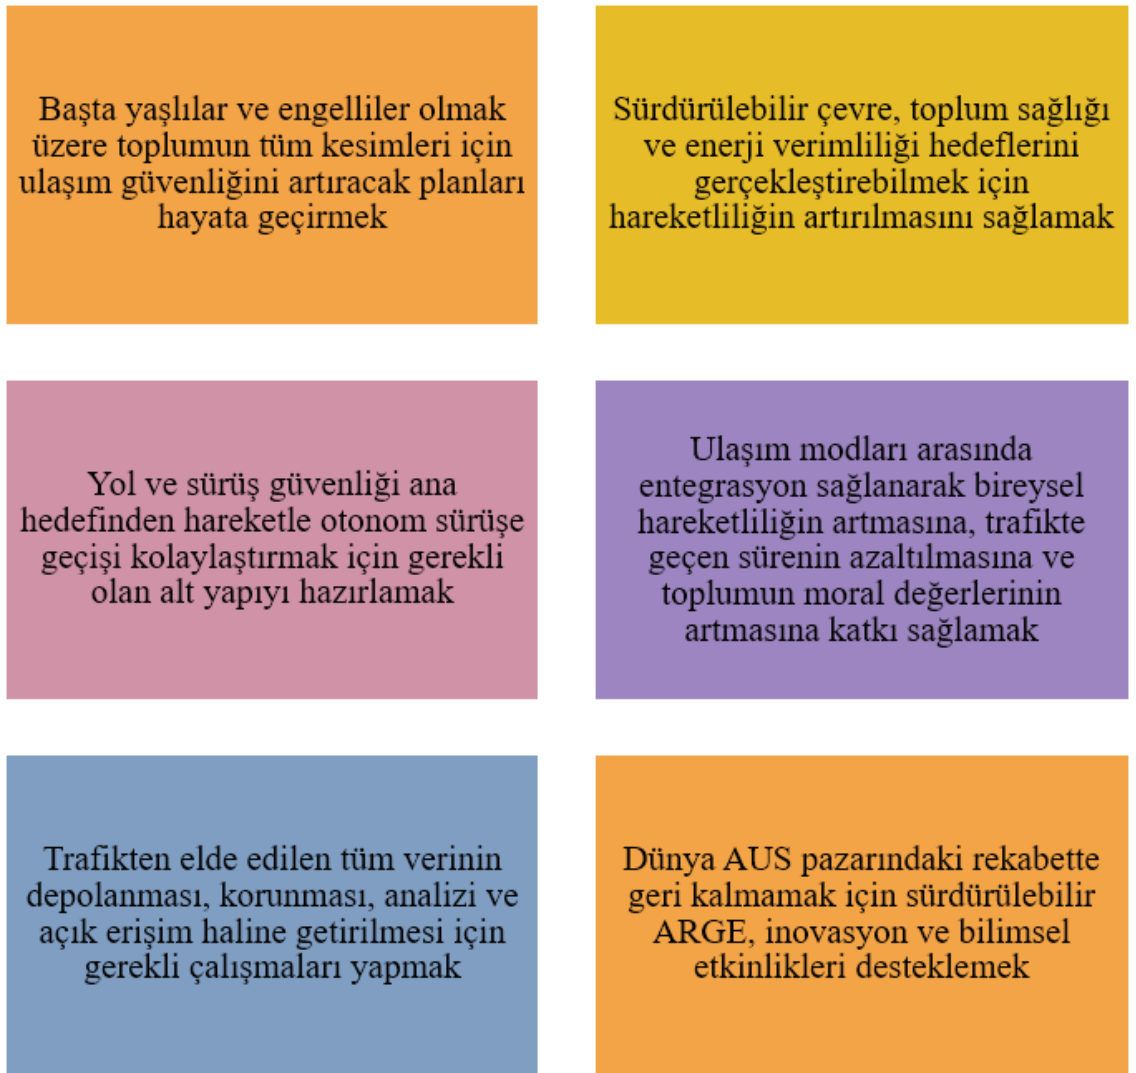 Başta yaşlılar ve engelliler olmak
üzere toplumun tüm kesimleri için
ulaşım güvenliğini artıracak planları
hayata geçirmek
Sürdürülebilir çevre, toplum sağlığı
ve enerji verimliliği hedeflerini
gerçekleştirebilmek için
hareketliliğin artırılmasını sağlamak
Yol ve sürüş güvenliği ana
hedefinden hareketle otonom sürüşe
geçişi kolaylaştırmak için gerekli
olan alt yapıyı hazırlamak
Ulaşım modları arasında
entegrasyon sağlanarak bireysel
hareketliliğin artmasına, trafikte
geçen sürenin azaltılmasına ve
toplumun moral değerlerinin
artmasına katkı sağlamak
Trafikten elde edilen tüm verinin
depolanması, korunması, analizi ve
açık erişim haline getirilmesi için
gerekli çalışmaları yapmak
Dünya AUS pazarındaki rekabette
geri kalmamak için sürdürülebilir
ARGE, inovasyon ve bilimsel
etkinlikleri desteklemek